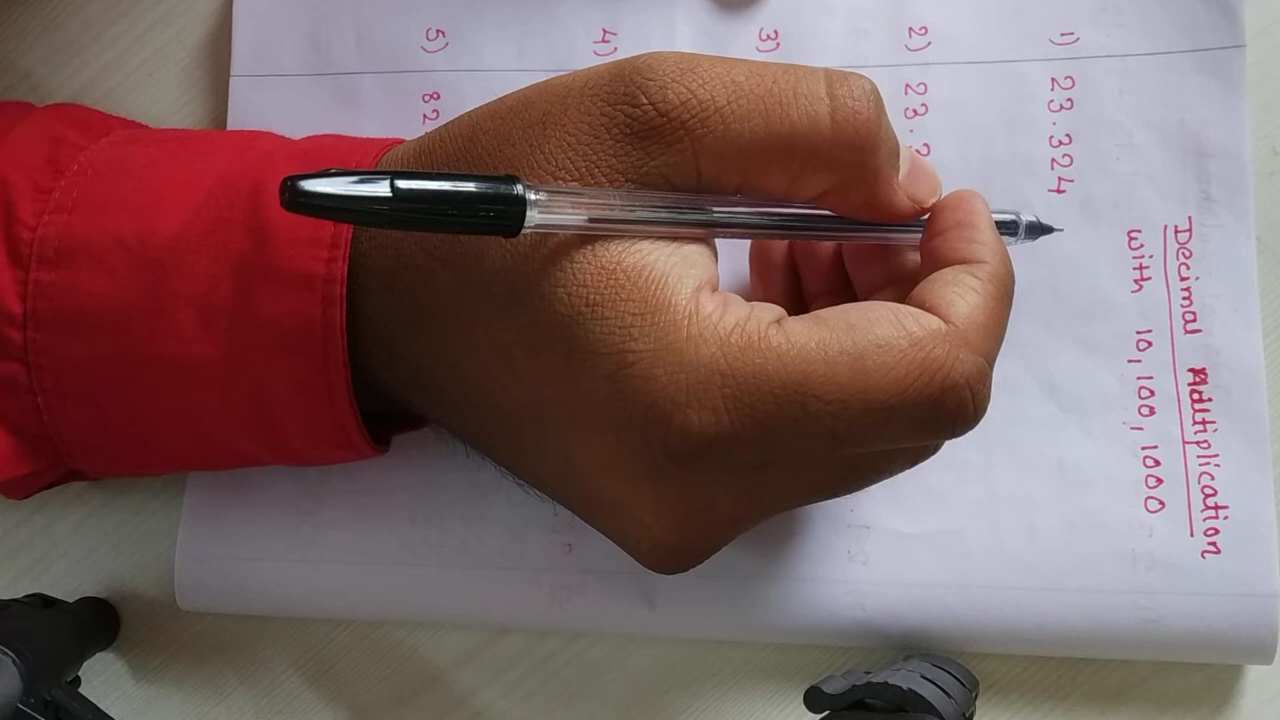 Decimal Multiplication
with 10, 100, 1000
1) 23.324
2) 23.
3)
4)
5) 82